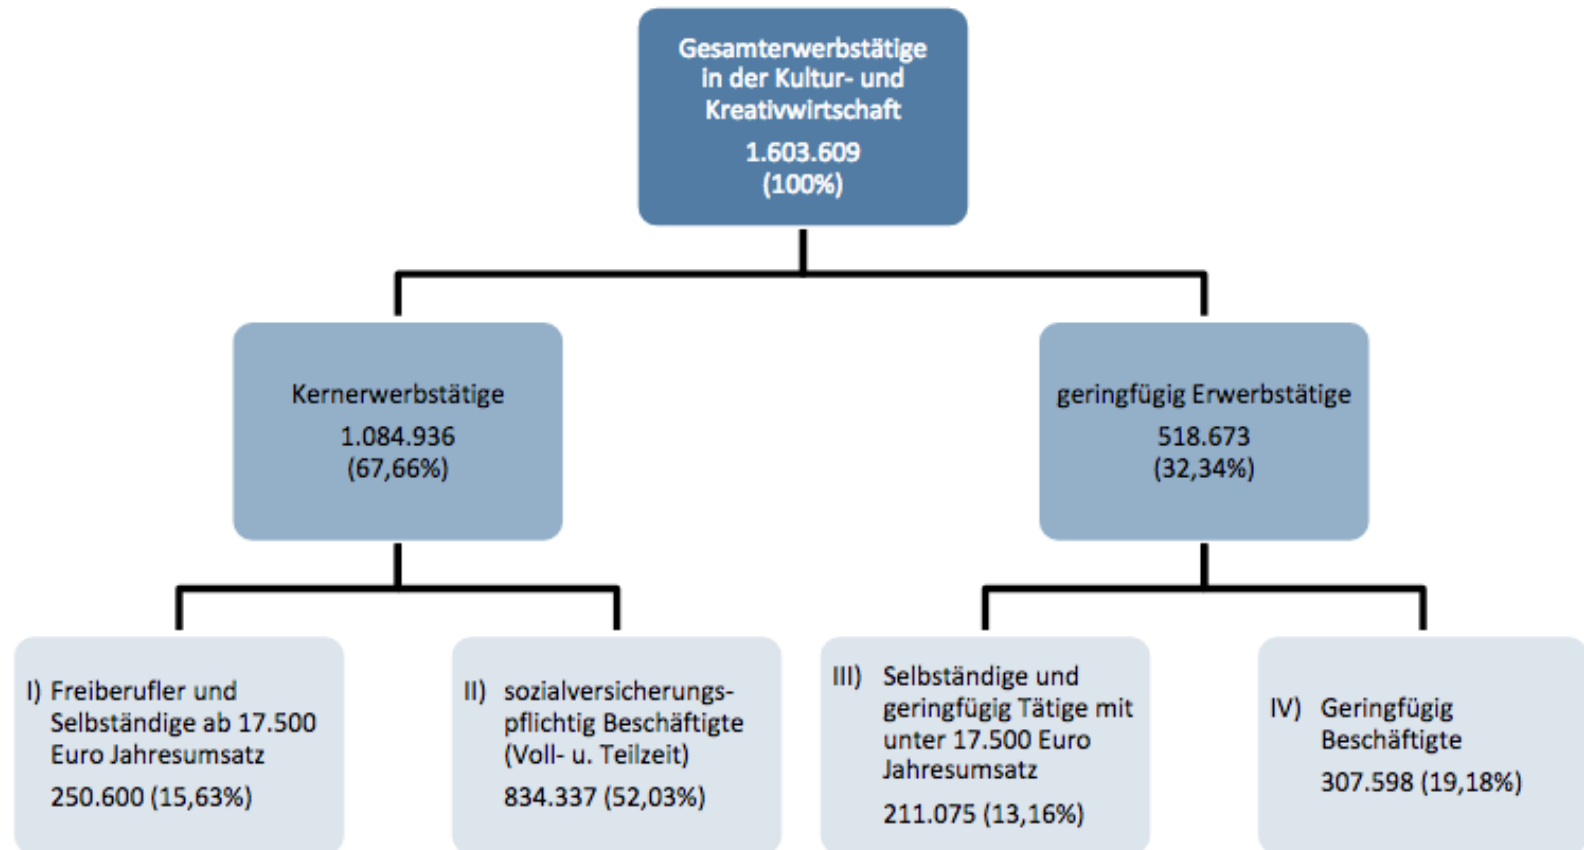 Gesamterwerbstätige
in der Kultur- und
Kreativwirtschaft
1.603.609
(100%)
Kernerwerbstätige
1.084.936
(67,66%)
geringfügig Erwerbstätige
518.673
(32,34%)
I) Freiberufler und
Selbständige ab 17.500
Euro Jahresumsatz
250.600 (15,63%)
II) sozialversicherungs-
pflichtig Beschäftigte
(Voll- u. Teilzeit)
834.337 (52,03%)
III) Selbständige und
geringfügig Tätige mit
unter 17.500 Euro
Jahresumsatz
211.075 (13,16%)
IV) Geringfügig
Beschäftigte
307.598 (19,18%)